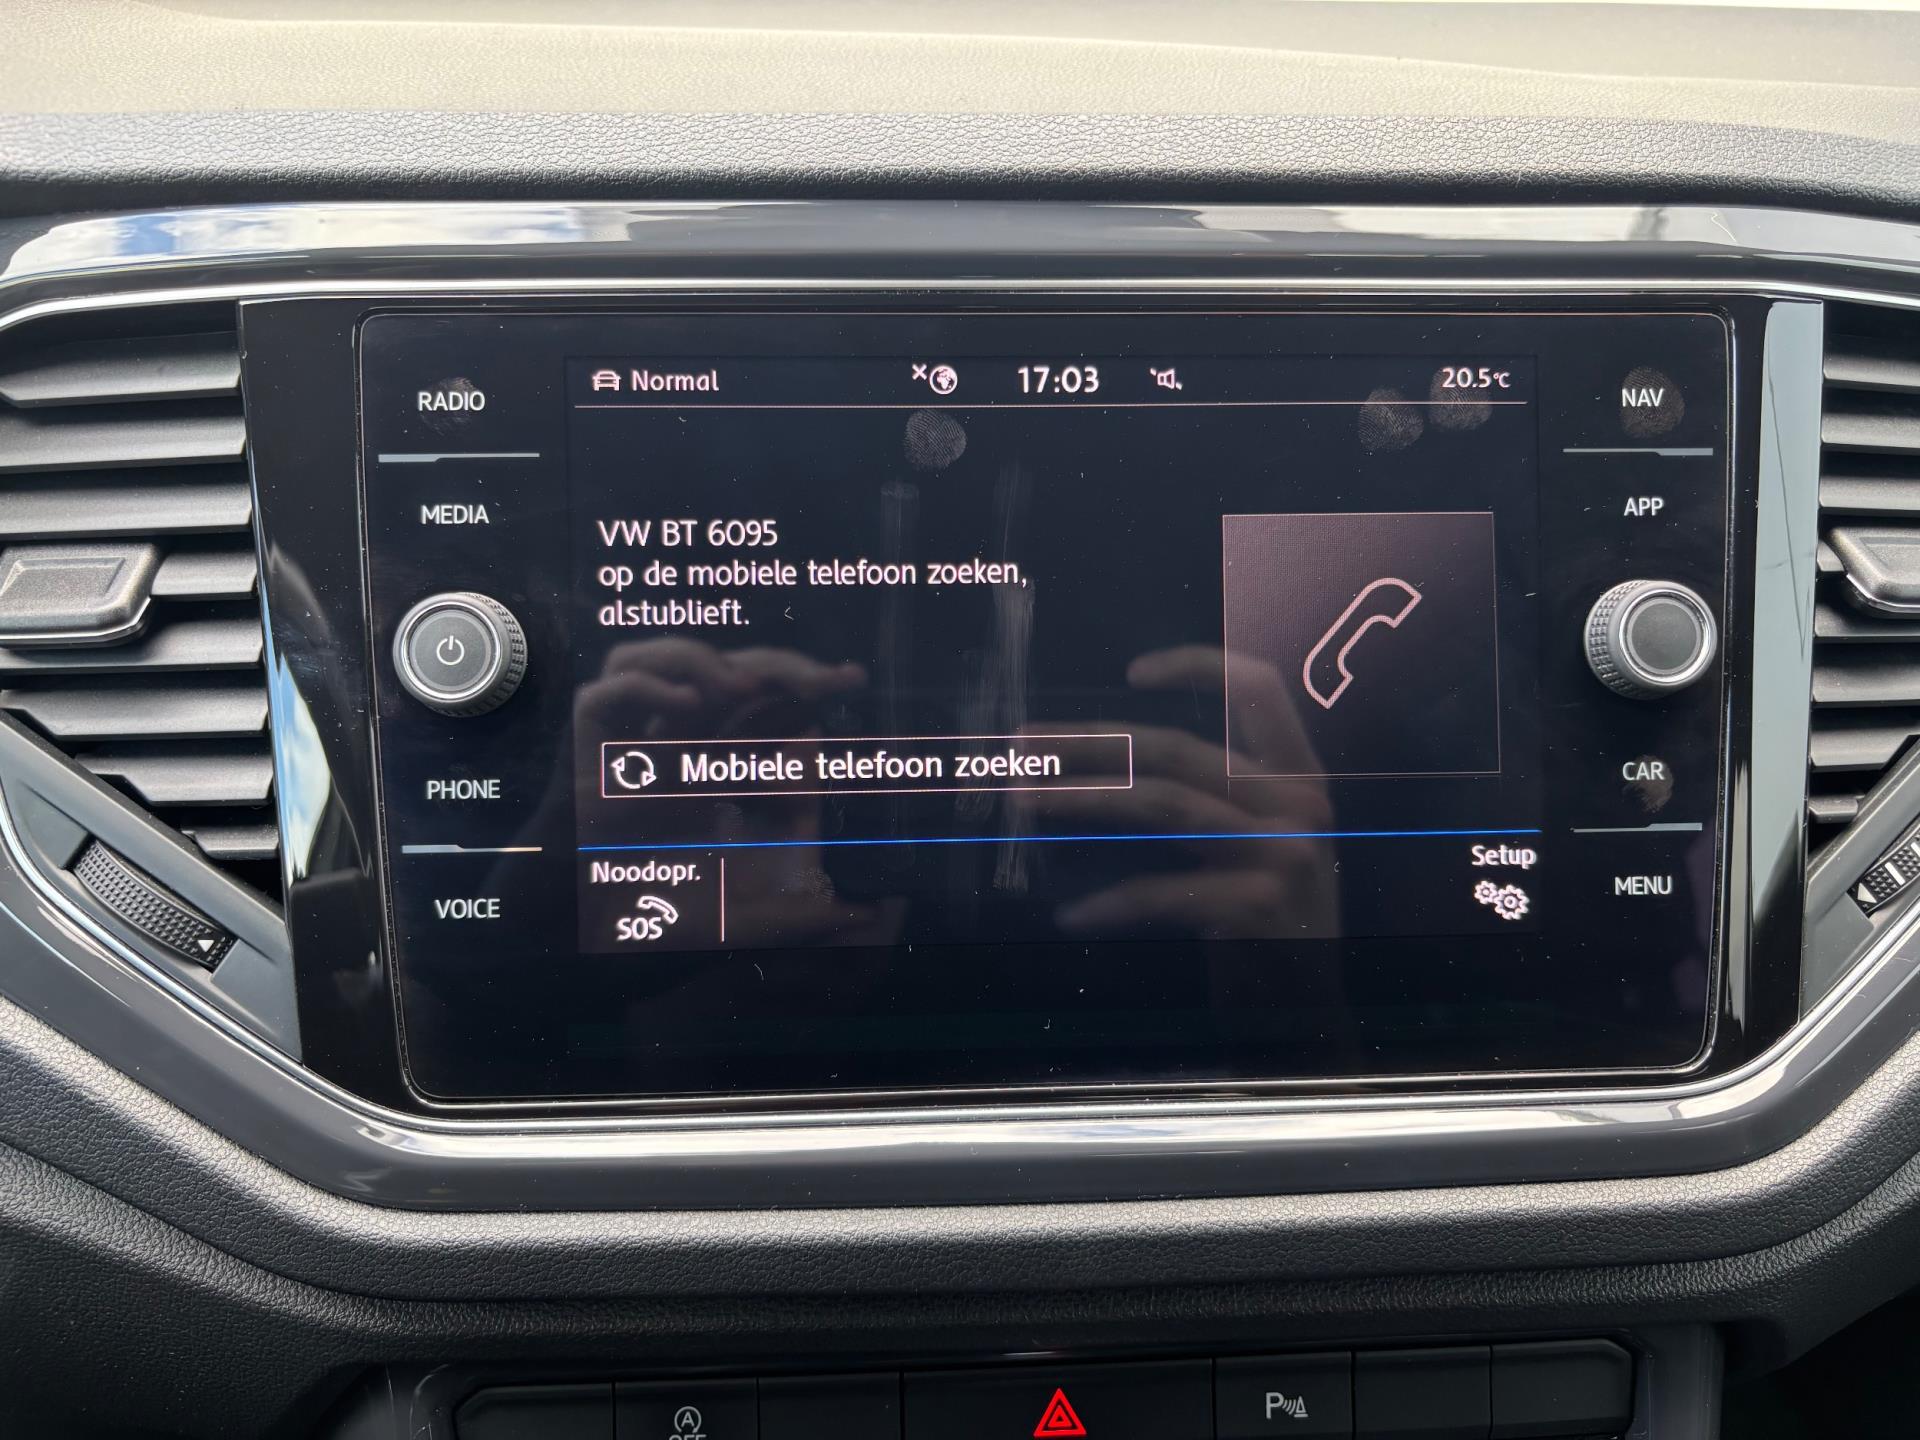 Normal
17:03
20.5°C
RADIO
MEDIA
PHONE
VOICE
VW BT 6095
op de mobiele telefoon zoeken,
alstublieft.
Mobiele telefoon zoeken
Noodopr.
SOS
Setup
NAV
APP
CAR
MENU
A
OFF
P